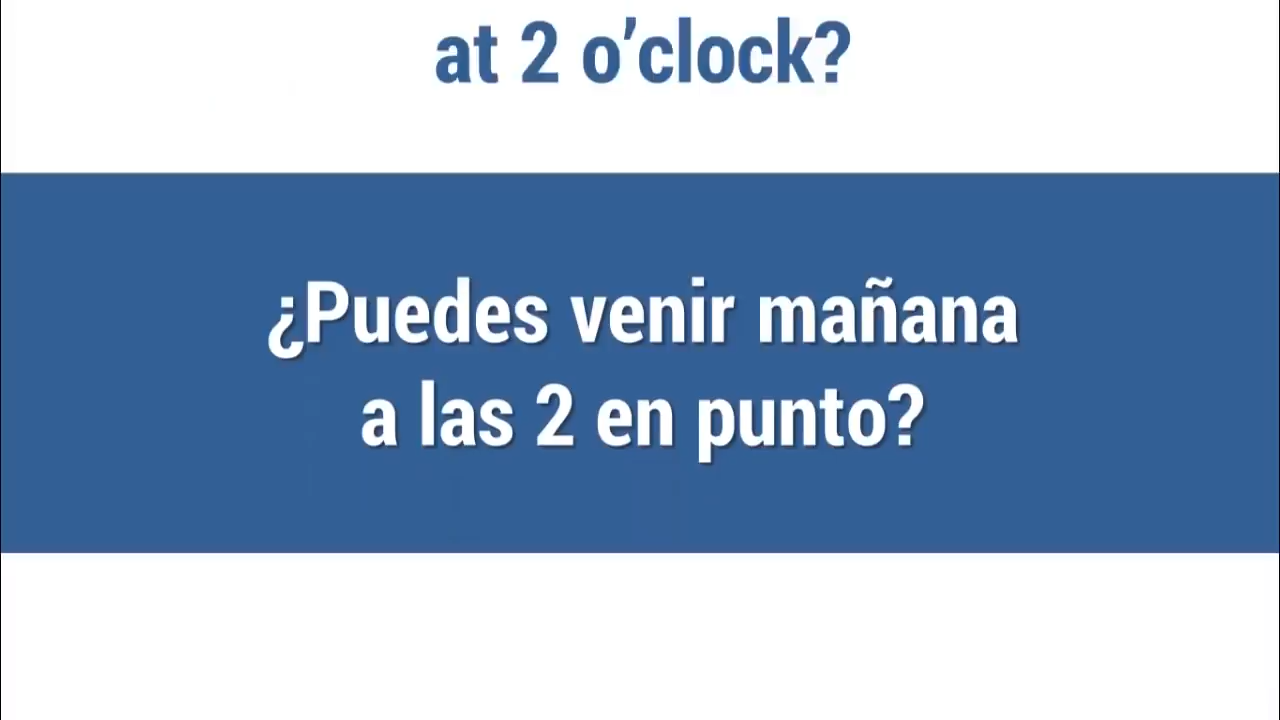 at 2 o’clock?
¿Puedes venir mañana
a las 2 en punto?